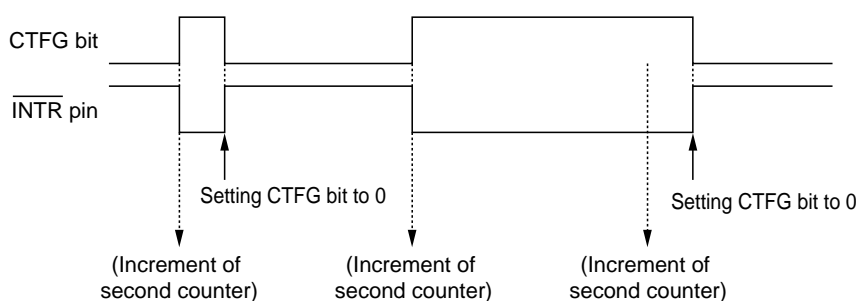 CTFG bit
INTR pin
Setting CTFG bit to 0
Setting CTFG bit to 0
(Increment of
second counter)
(Increment of
second counter)
(Increment of
second counter)